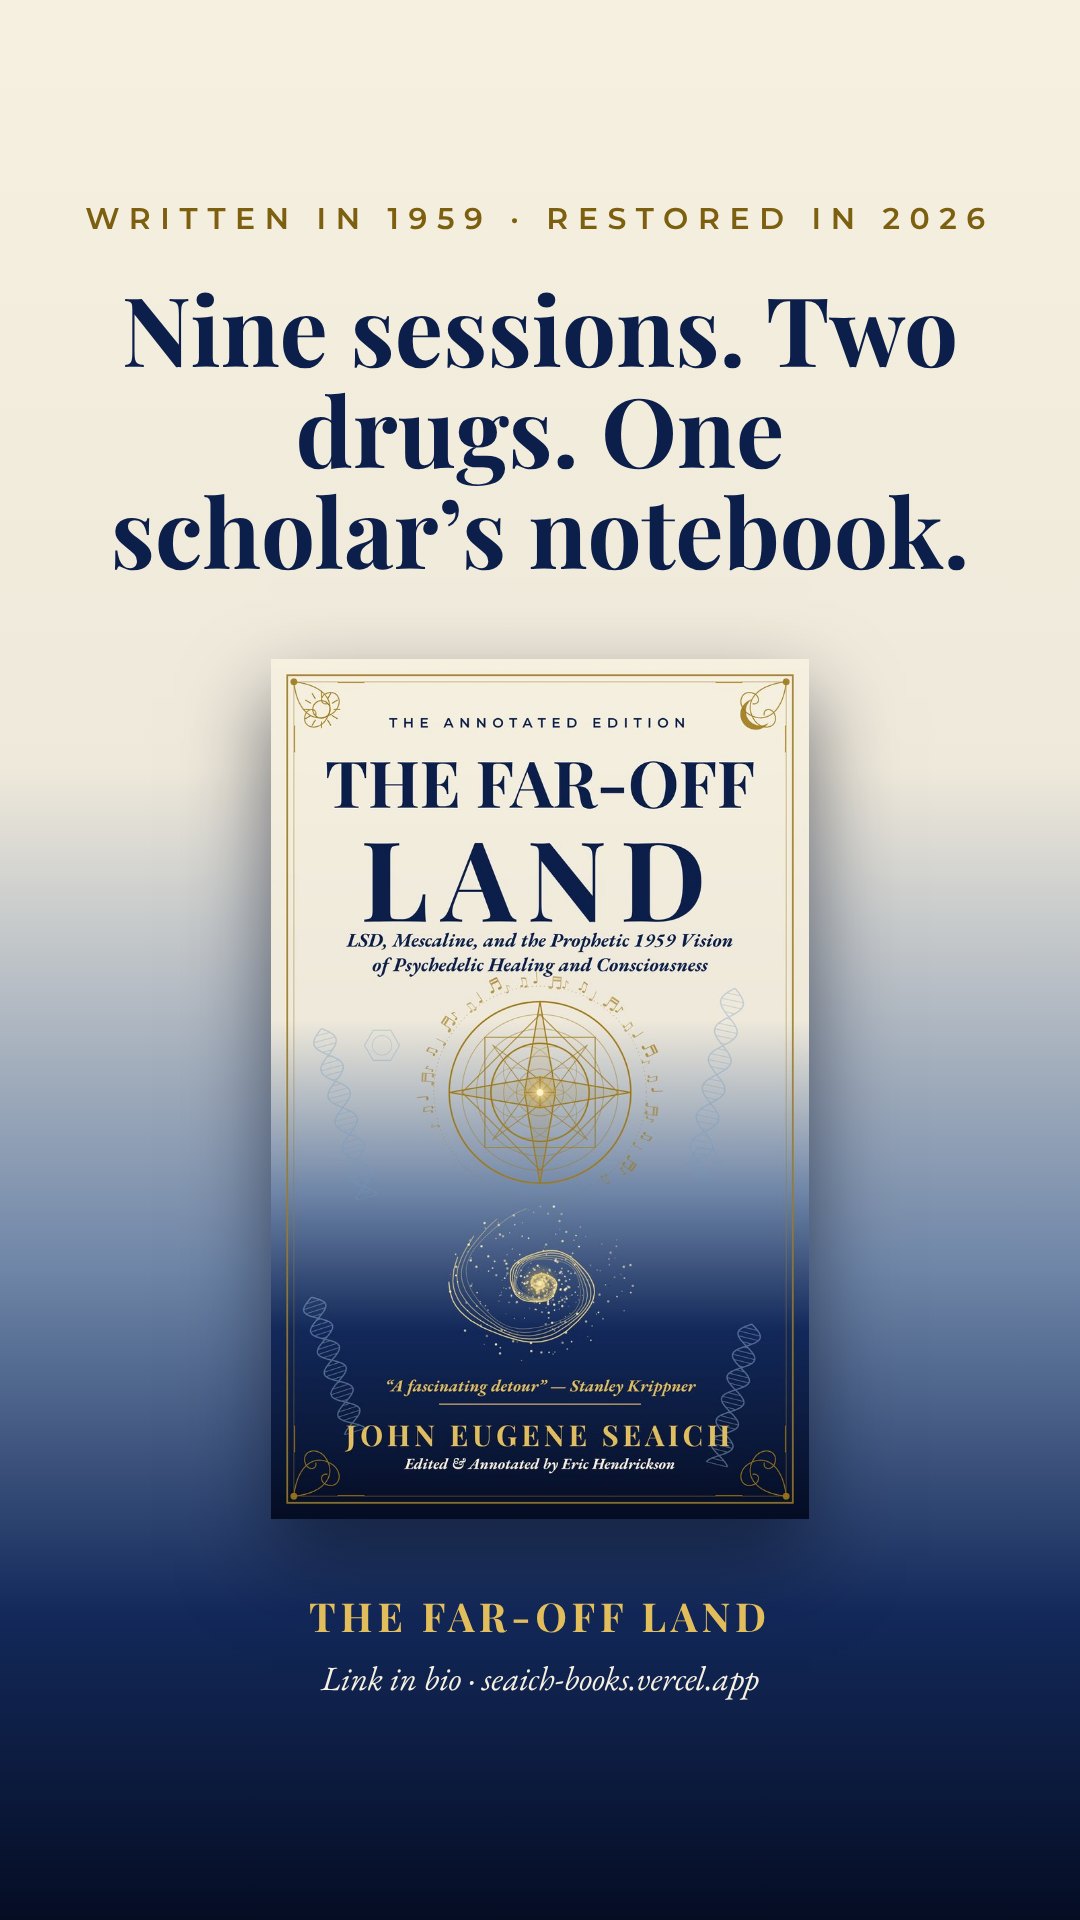 WRITTEN IN 1959 · RESTORED IN 2026
Nine sessions. Two
drugs. One
scholar’s notebook.
THE ANNOTATED EDITION
THE FAR-OFF
LAND
LSD, Mescaline, and the Prophetic 1959 Vision
of Psychedelic Healing and Consciousness
“A fascinating detour” — Stanley Krippner
JOHN EUGENE SEAICH
Edited & Annotated by Eric Hendrickson
THE FAR-OFF LAND
Link in bio · seaich-books.vercel.app